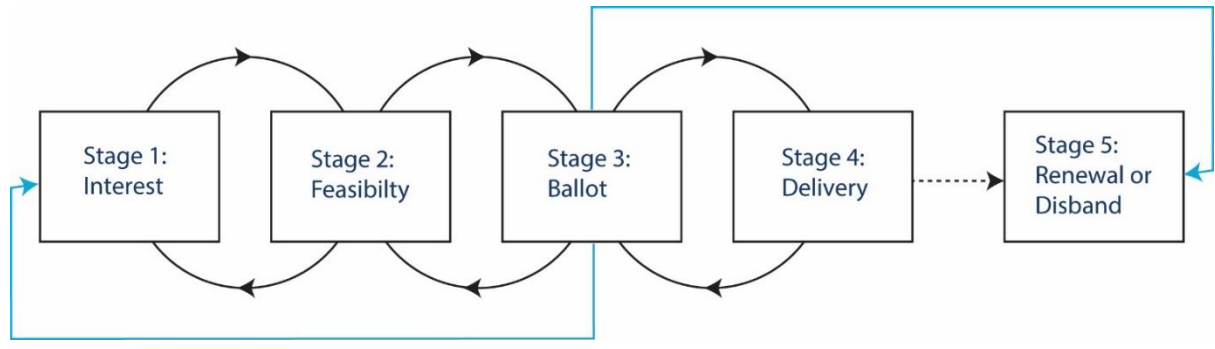 Stage 1:
Interest
Stage 2:
Feasibilty
Stage 3:
Ballot
Stage 4:
Delivery
Stage 5:
Renewal or
Disband